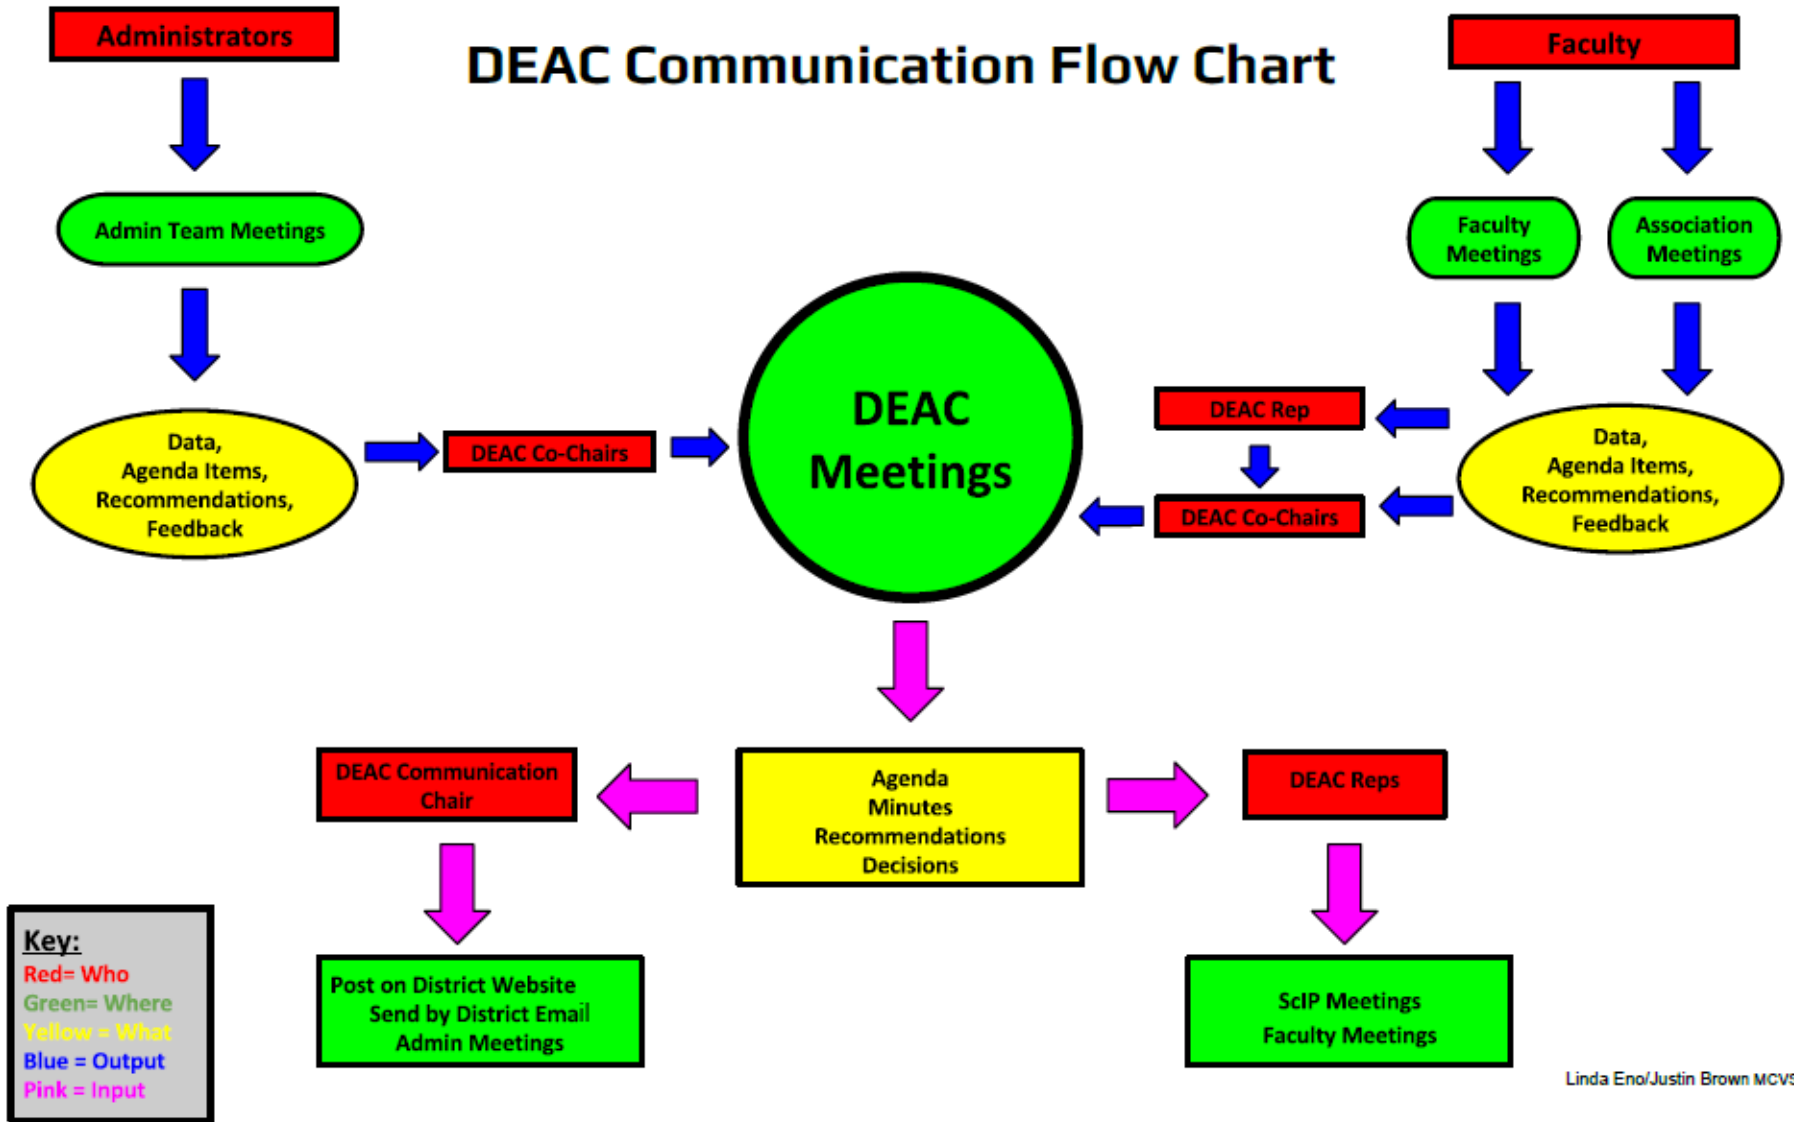 Administrators
DEAC Communication Flow Chart
Faculty
Admin Team Meetings
Faculty
Meetings
Association
Meetings
DEAC
Meetings
Data,
Agenda Items,
Recommendations,
Feedback
DEAC Co-Chairs
DEAC Rep
DEAC Co-Chairs
Data,
Agenda Items,
Recommendations,
Feedback
DEAC Communication
Chair
Agenda
Minutes
Recommendations
Decisions
DEAC Reps
Key:
Red= Who
Green= Where
Yellow = What
Blue = Output
Pink = Input
Post on District Website
Send by District Email
Admin Meetings
ScIP Meetings
Faculty Meetings
Linda Eno/Justin Brown MCVS